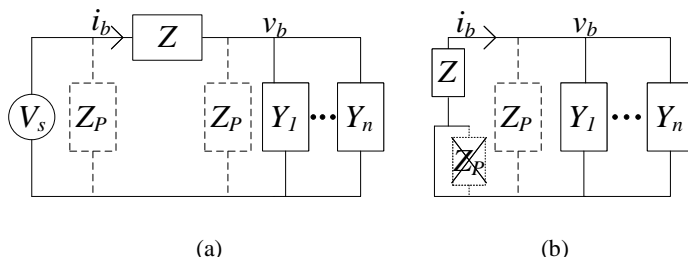 i_b Z v_b
V_s Z_P Z_P Y_1 ••• Y_n
(a)
i_b v_b
Z
Z_P Z_P Y_1 ••• Y_n
(b)